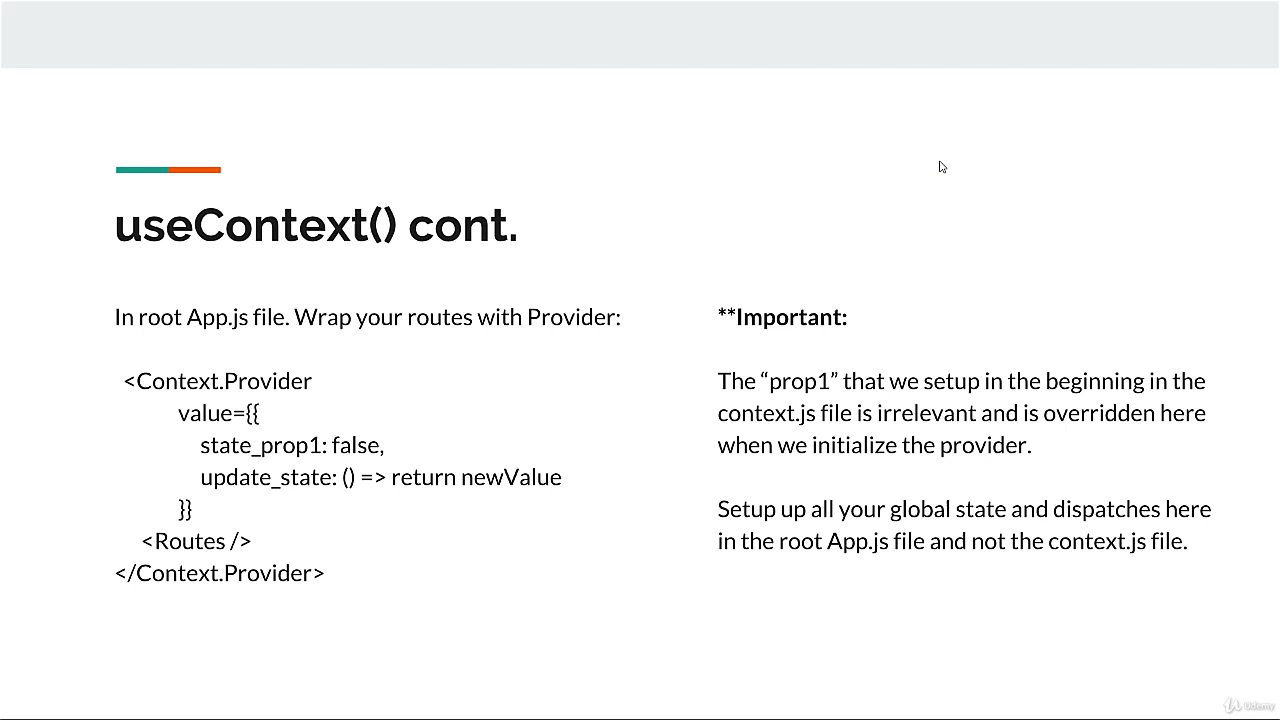 useContext() cont.
In root App.js file. Wrap your routes with Provider:
<Context.Provider
value={{
state_prop1: false,
update_state: () => return newValue
}}
<Routes />
</Context.Provider>
**Important:
The “prop1” that we setup in the beginning in the
context.js file is irrelevant and is overridden here
when we initialize the provider.
Setup up all your global state and dispatches here
in the root App.js file and not the context.js file.
Udemy